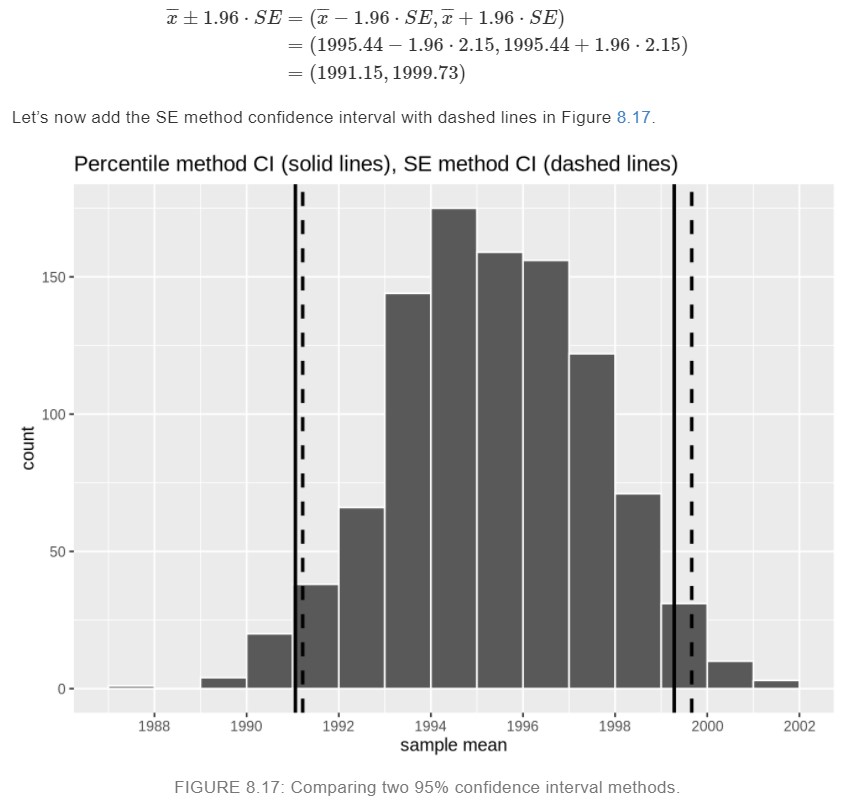 x̅ ± 1.96 · SE = (x̅ − 1.96 · SE, x̅ + 1.96 · SE)
= (1995.44 − 1.96 · 2.15, 1995.44 + 1.96 · 2.15)
= (1991.15, 1999.73)
Let’s now add the SE method confidence interval with dashed lines in Figure 8.17.
Percentile method CI (solid lines), SE method CI (dashed lines)
150
100
50
0
count
1988 1990 1992 1994 1996 1998 2000 2002
sample mean
FIGURE 8.17: Comparing two 95% confidence interval methods.